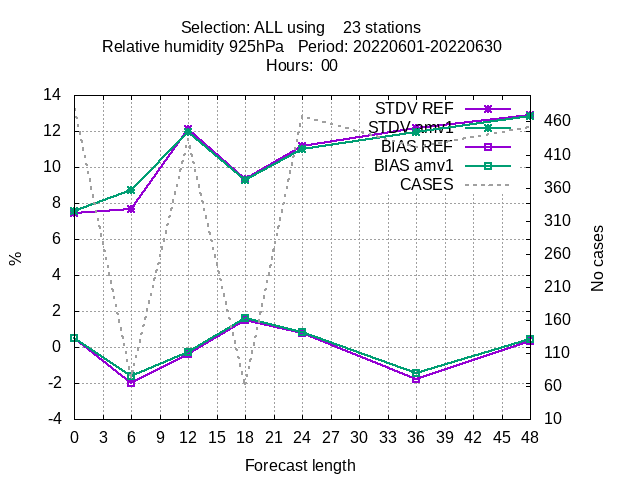 Selection: ALL using    23 stations
Relative humidity 925hPa   Period: 20220601-20220630
Hours:  00
STDV REF
STDV amv1
BIAS REF
BIAS amv1
CASES
14
12
10
8
6
4
2
0
-2
-4
%
460
410
360
310
260
210
160
110
60
10
No cases
0 3 6 9 12 15 18 21 24 27 30 33 36 39 42 45 48
Forecast length